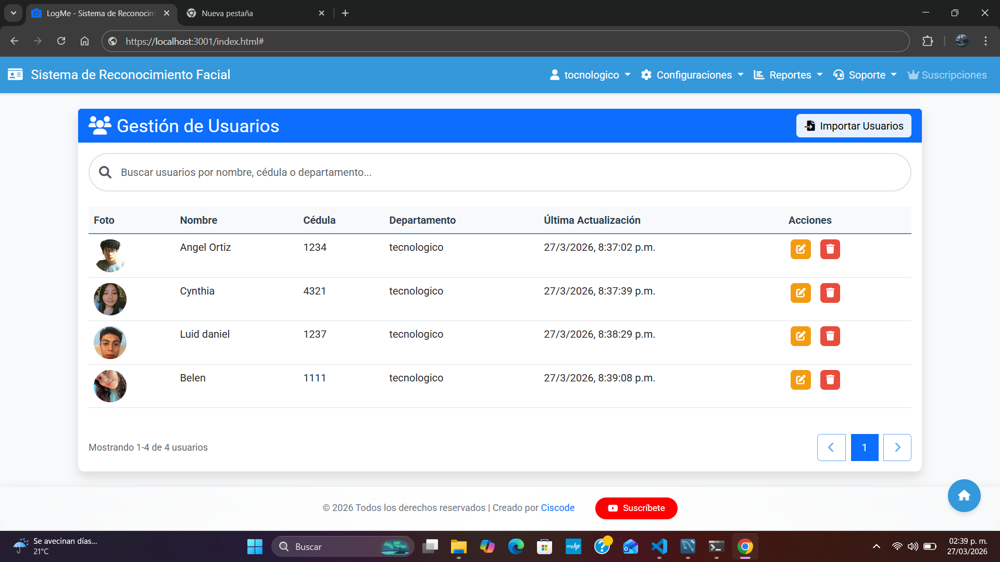 LogMe - Sistema de Reconocim
Nueva pestaña
https://localhost:3001/index.html#
Sistema de Reconocimiento Facial
tocnologico
Configuraciones
Reportes
Soporte
Suscripciones
Gestión de Usuarios
Importar Usuarios
Buscar usuarios por nombre, cédula o departamento...
Foto Nombre Cédula Departamento Última Actualización Acciones
Angel Ortiz 1234 tecnologico 27/3/2026, 8:37:02 p.m.
Cynthia 4321 tecnologico 27/3/2026, 8:37:39 p.m.
Luid daniel 1237 tecnologico 27/3/2026, 8:38:29 p.m.
Belen 1111 tecnologico 27/3/2026, 8:39:08 p.m.
Mostrando 1-4 de 4 usuarios
1
© 2026 Todos los derechos reservados | Creado por Ciscode
Suscríbete
Se avecinan días...
21°C
Buscar
myhp
02:39 p. m.
27/03/2026